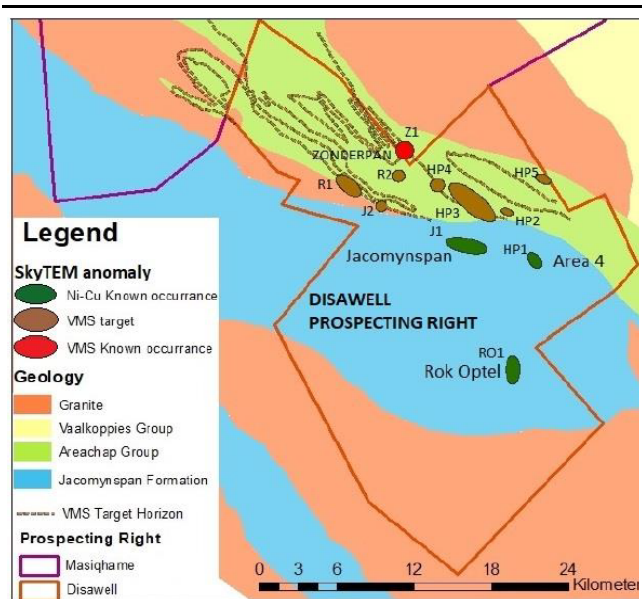 Z1
ZONDERPAN
R1
R2
HP4
HP5
J2
HP3
HP2
J1
HP1
Jacomynspan
Area 4
DISAWELL
PROSPECTING RIGHT
RO1
Rok Optel
Legend
SkyTEM anomaly
Ni-Cu Known occurrance
VMS target
VMS Known occurrance
Geology
Granite
Vaalkoppies Group
Areachap Group
Jacomynspan Formation
VMS Target Horizon
Prospecting Right
Masiqhame
Disawell
0 3 6 12 18 24
Kilometer